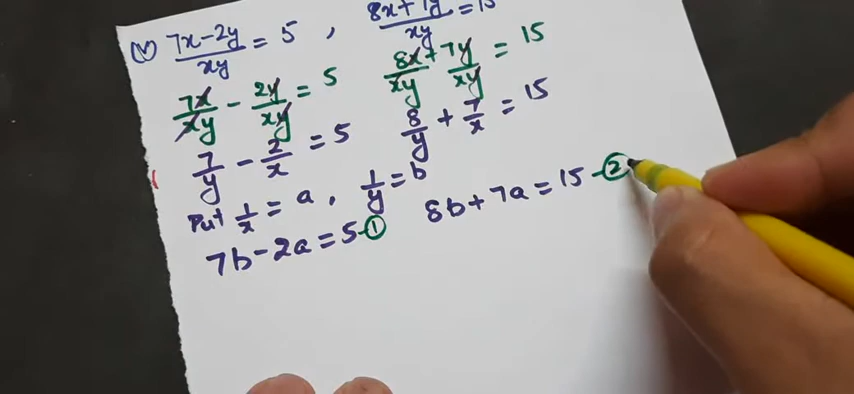 (v) 7x-2y/xy = 5 , 8x+7y/xy = 15
7x/xy - 2y/xy = 5 8x/xy + 7y/xy = 15
7/y - 2/x = 5 8/y + 7/x = 15
Put 1/x = a , 1/y = b
7b-2a = 5 -① 8b+7a = 15 -②